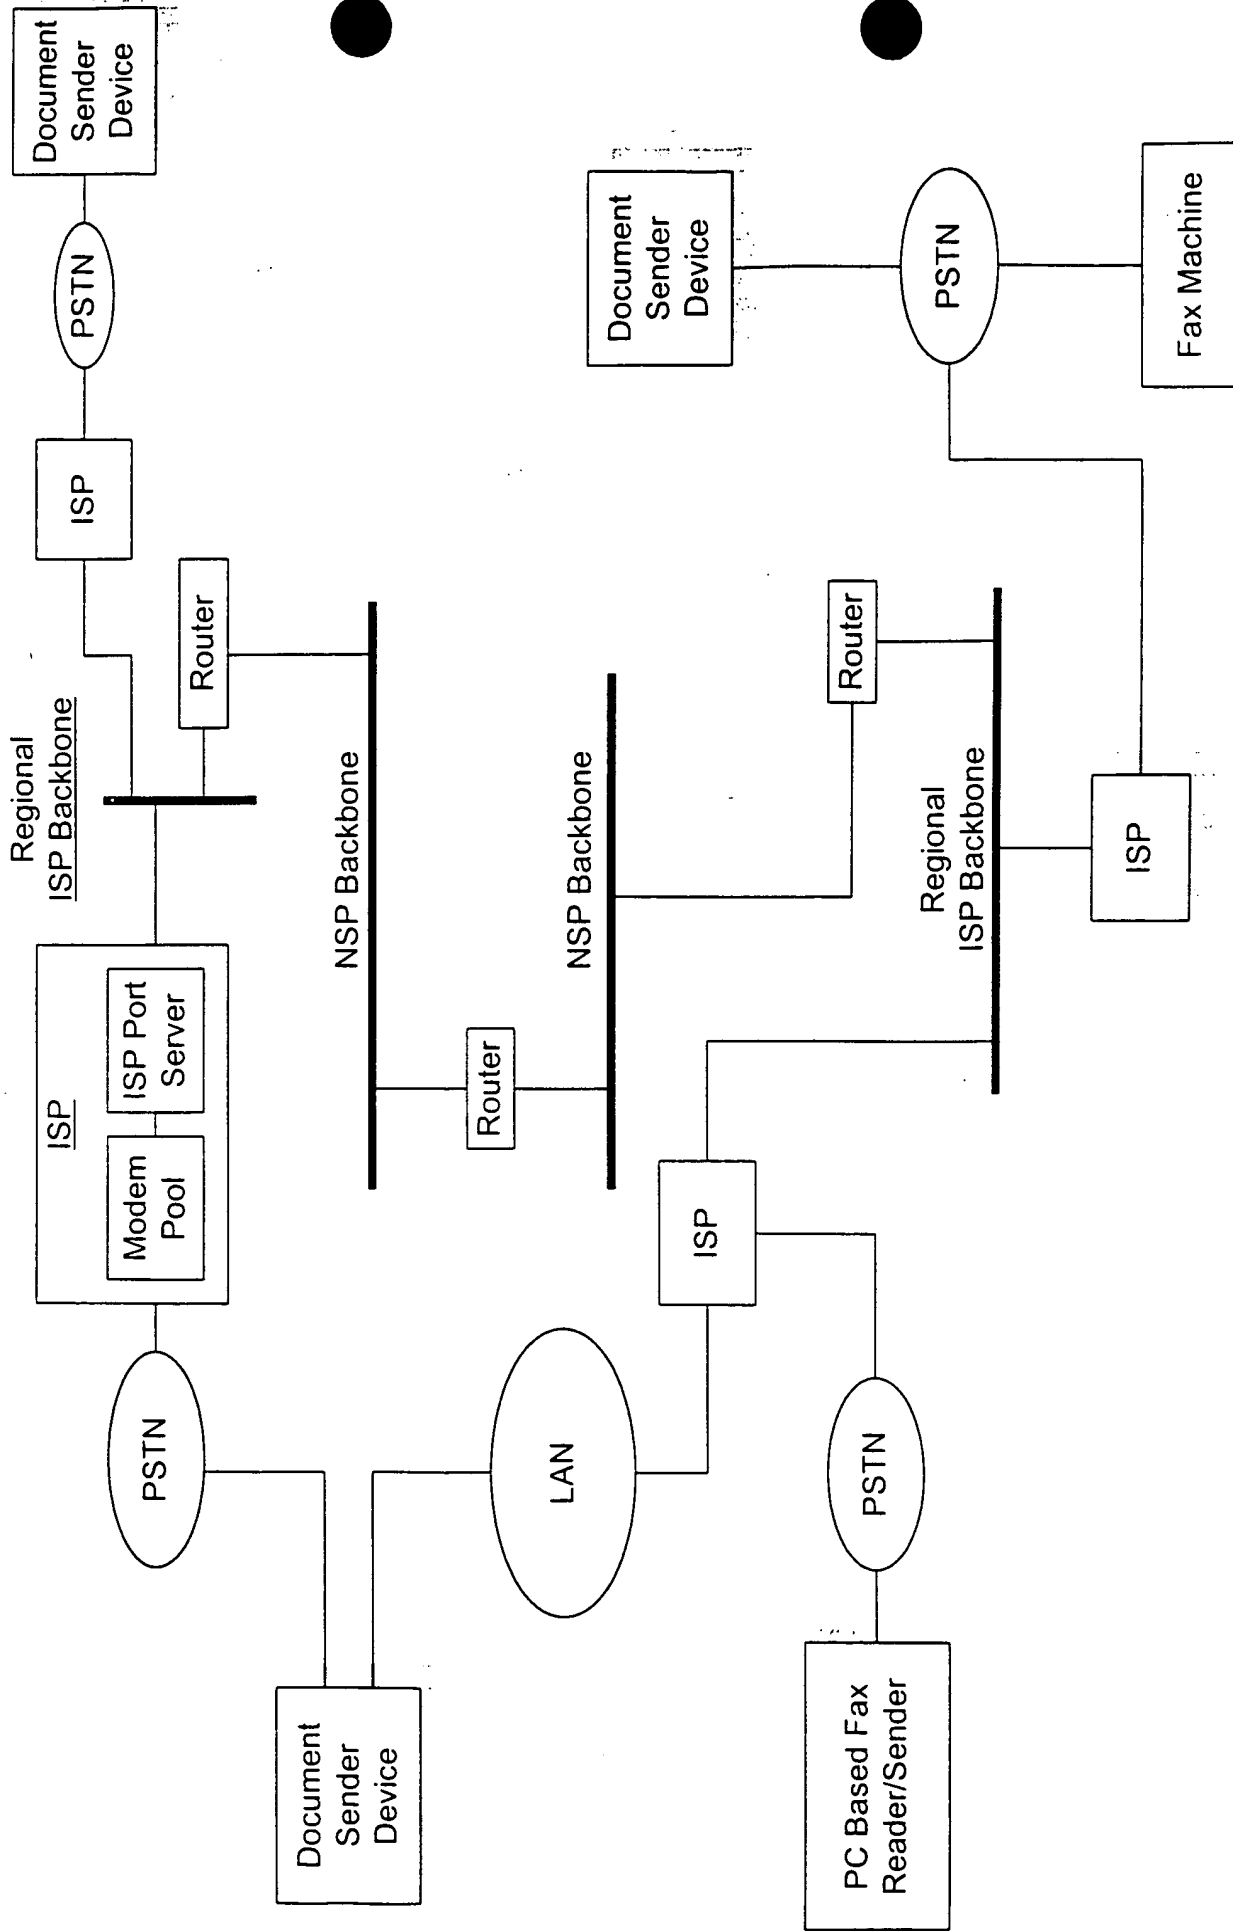 Document
Sender
Device
PSTN
ISP
Modem
Pool
ISP Port
Server
Regional
ISP Backbone
ISP
PSTN
Document
Sender
Device
Router
NSP Backbone
Router
NSP Backbone
LAN
ISP
Router
Regional
ISP Backbone
PC Based Fax
Reader/Sender
PSTN
ISP
Document
Sender
Device
PSTN
Fax Machine